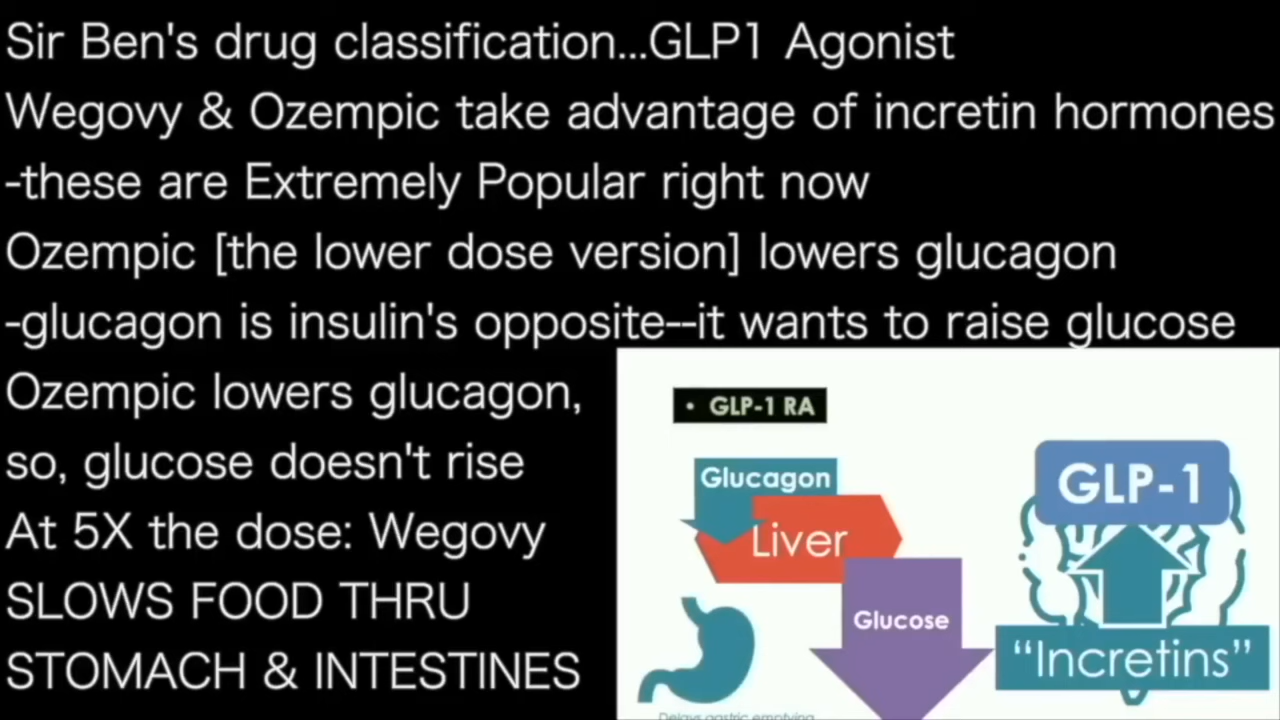 Sir Ben's drug classification...GLP1 Agonist
Wegovy & Ozempic take advantage of incretin hormones
-these are Extremely Popular right now
Ozempic [the lower dose version] lowers glucagon
-glucagon is insulin's opposite--it wants to raise glucose
Ozempic lowers glucagon,
so, glucose doesn't rise
At 5X the dose: Wegovy
SLOWS FOOD THRU
STOMACH & INTESTINES
• GLP-1 RA
Glucagon
Liver
Glucose
Delays gastric emptying
GLP-1
“Incretins”